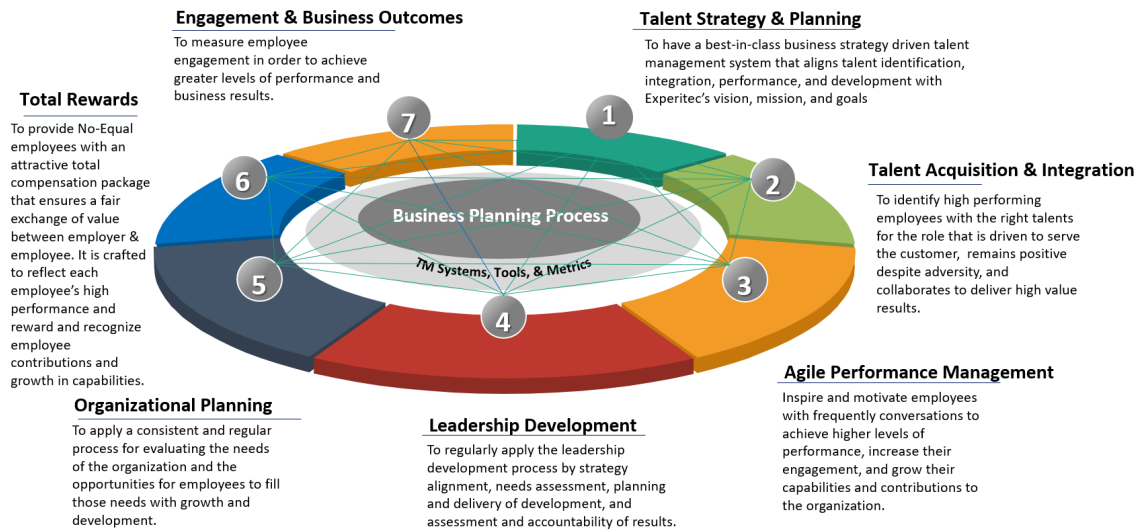 Engagement & Business Outcomes
To measure employee
engagement in order to achieve
greater levels of performance and
business results.
Talent Strategy & Planning
To have a best-in-class business strategy driven talent
management system that aligns talent identification,
integration, performance, and development with
Experitec’s vision, mission, and goals
Total Rewards
To provide No-Equal
employees with an
attractive total
compensation package
that ensures a fair
exchange of value
between employer &
employee. It is crafted
to reflect each
employee’s high
performance and
reward and recognize
employee
contributions and
growth in capabilities.
7
1
6
2
Business Planning Process
TM Systems, Tools, & Metrics
5
3
4
Talent Acquisition & Integration
To identify high performing
employees with the right talents
for the role that is driven to serve
the customer, remains positive
despite adversity, and
collaborates to deliver high value
results.
Agile Performance Management
Inspire and motivate employees
with frequently conversations to
achieve higher levels of
performance, increase their
engagement, and grow their
capabilities and contributions to
the organization.
Organizational Planning
To apply a consistent and regular
process for evaluating the needs
of the organization and the
opportunities for employees to fill
those needs with growth and
development.
Leadership Development
To regularly apply the leadership
development process by strategy
alignment, needs assessment, planning
and delivery of development, and
assessment and accountability of results.